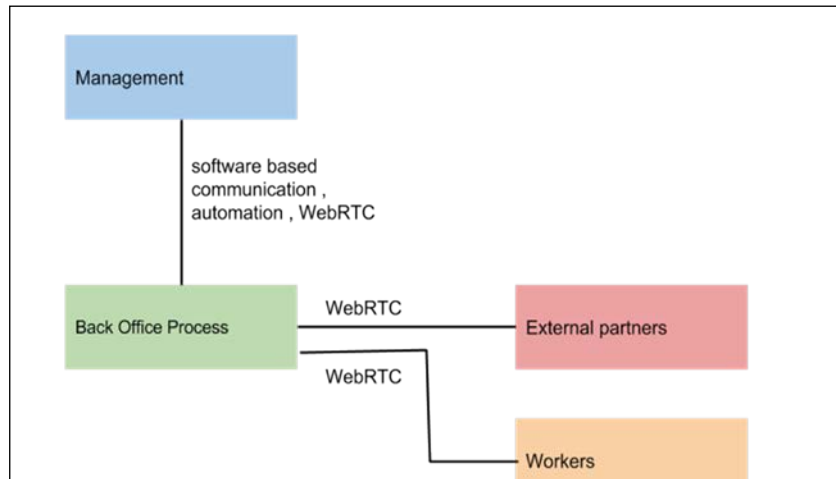 Management
software based
communication ,
automation , WebRTC
Back Office Process
WebRTC
External partners
WebRTC
Workers